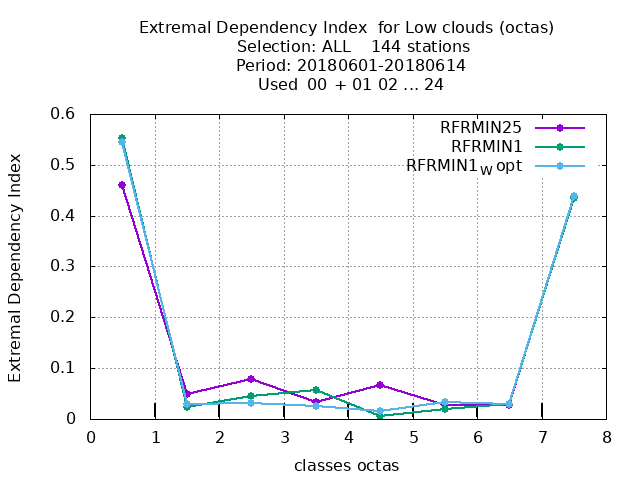 Extremal Dependency Index  for Low clouds (octas)
Selection: ALL    144 stations
Period: 20180601-20180614
Used  00  + 01 02 ... 24
RFRMIN25
RFRMIN1
RFRMIN1w opt
Extremal Dependency Index
0.6
0.5
0.4
0.3
0.2
0.1
0
0 1 2 3 4 5 6 7 8
classes octas